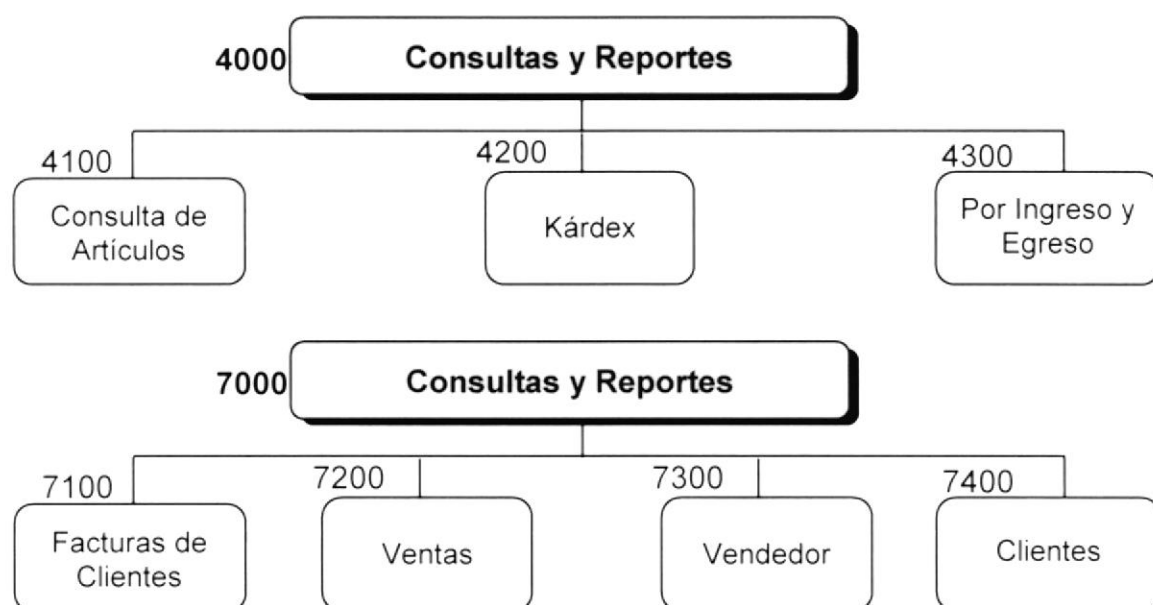 4000 Consultas y Reportes
4100 4200 4300
Consulta de
Artículos
Kárdex
Por Ingreso y
Egreso
7000 Consultas y Reportes
7100 7200 7300 7400
Facturas de
Clientes
Ventas
Vendedor
Clientes